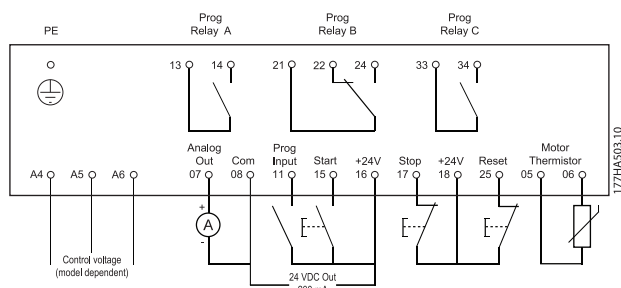 PE
Prog
Relay A
Prog
Relay B
Prog
Relay C
13 14 21 22 24 33 34
Analog
Out
Com
Prog
Input
Start
+24V
Stop
+24V
Reset
Motor
Thermistor
A4 A5 A6 07 08 11 15 16 17 18 25 05 06
+
A
-
Control voltage
(model dependent)
24 VDC Out
177HA503.10